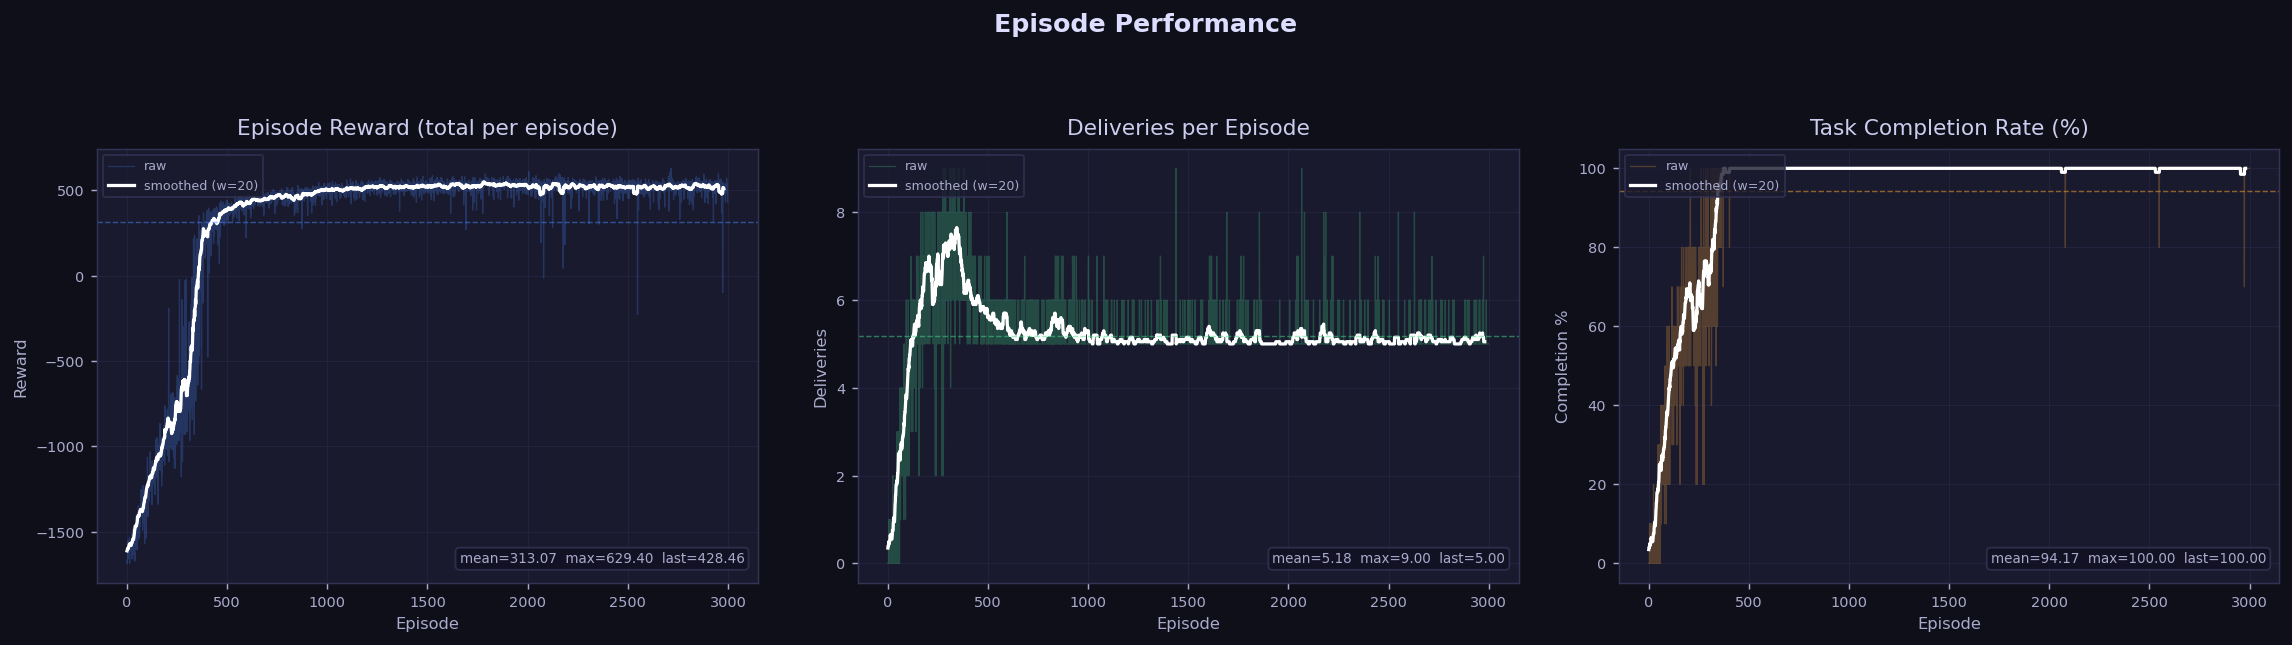 Episode Performance
Episode Reward (total per episode)
raw
smoothed (w=20)
500
0
−500
−1000
−1500
Reward
mean=313.07 max=629.40 last=428.46
0 500 1000 1500 2000 2500 3000
Episode
Deliveries per Episode
raw
smoothed (w=20)
8
6
4
2
0
Deliveries
mean=5.18 max=9.00 last=5.00
0 500 1000 1500 2000 2500 3000
Episode
Task Completion Rate (%)
raw
smoothed (w=20)
100
80
60
40
20
0
Completion %
mean=94.17 max=100.00 last=100.00
0 500 1000 1500 2000 2500 3000
Episode